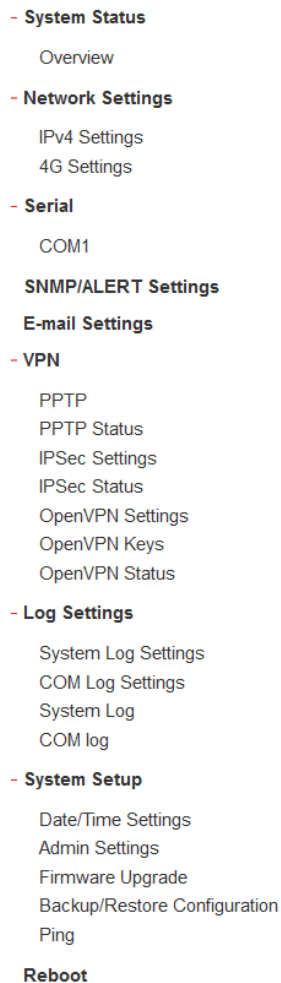 - System Status
Overview
- Network Settings
IPv4 Settings
4G Settings
- Serial
COM1
SNMP/ALERT Settings
E-mail Settings
- VPN
PPTP
PPTP Status
IPSec Settings
IPSec Status
OpenVPN Settings
OpenVPN Keys
OpenVPN Status
- Log Settings
System Log Settings
COM Log Settings
System Log
COM log
- System Setup
Date/Time Settings
Admin Settings
Firmware Upgrade
Backup/Restore Configuration
Ping
Reboot